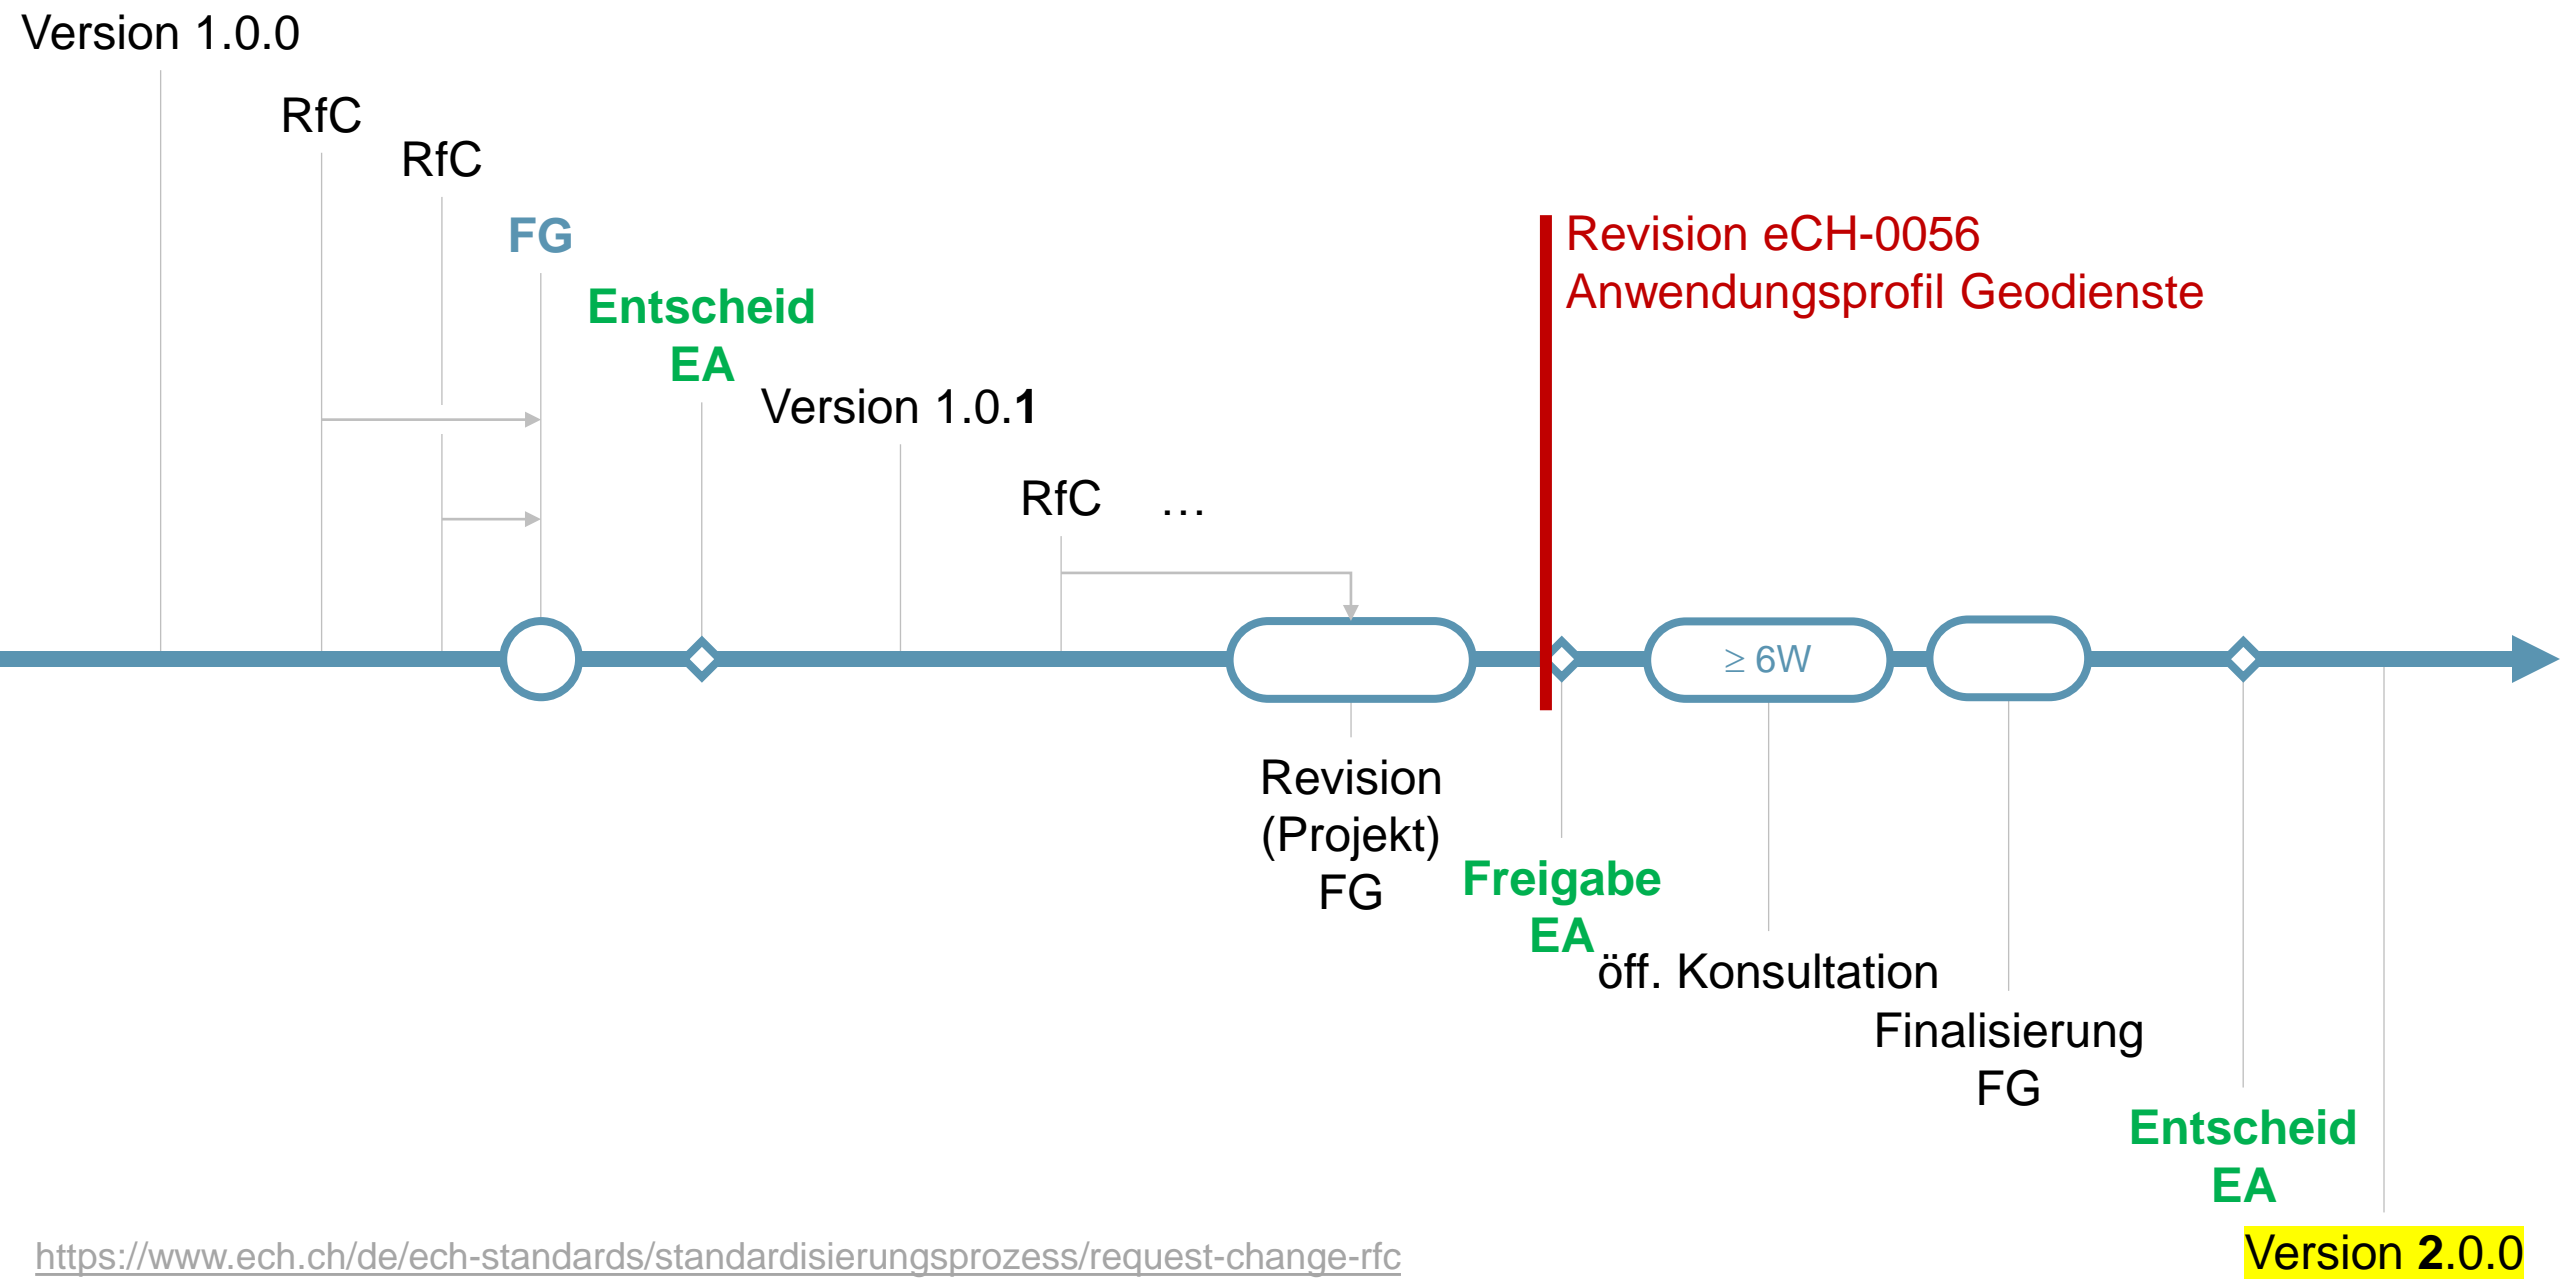 Version 1.0.0
RfC
RfC
FG
Entscheid
EA
Version 1.0.1
RfC …
Revision eCH-0056
Anwendungsprofil Geodienste
≥ 6W
Revision
(Projekt)
FG
Freigabe
EA
öff. Konsultation
Finalisierung
FG
Entscheid
EA
Version 2.0.0
https://www.ech.ch/de/ech-standards/standardisierungsprozess/request-change-rfc